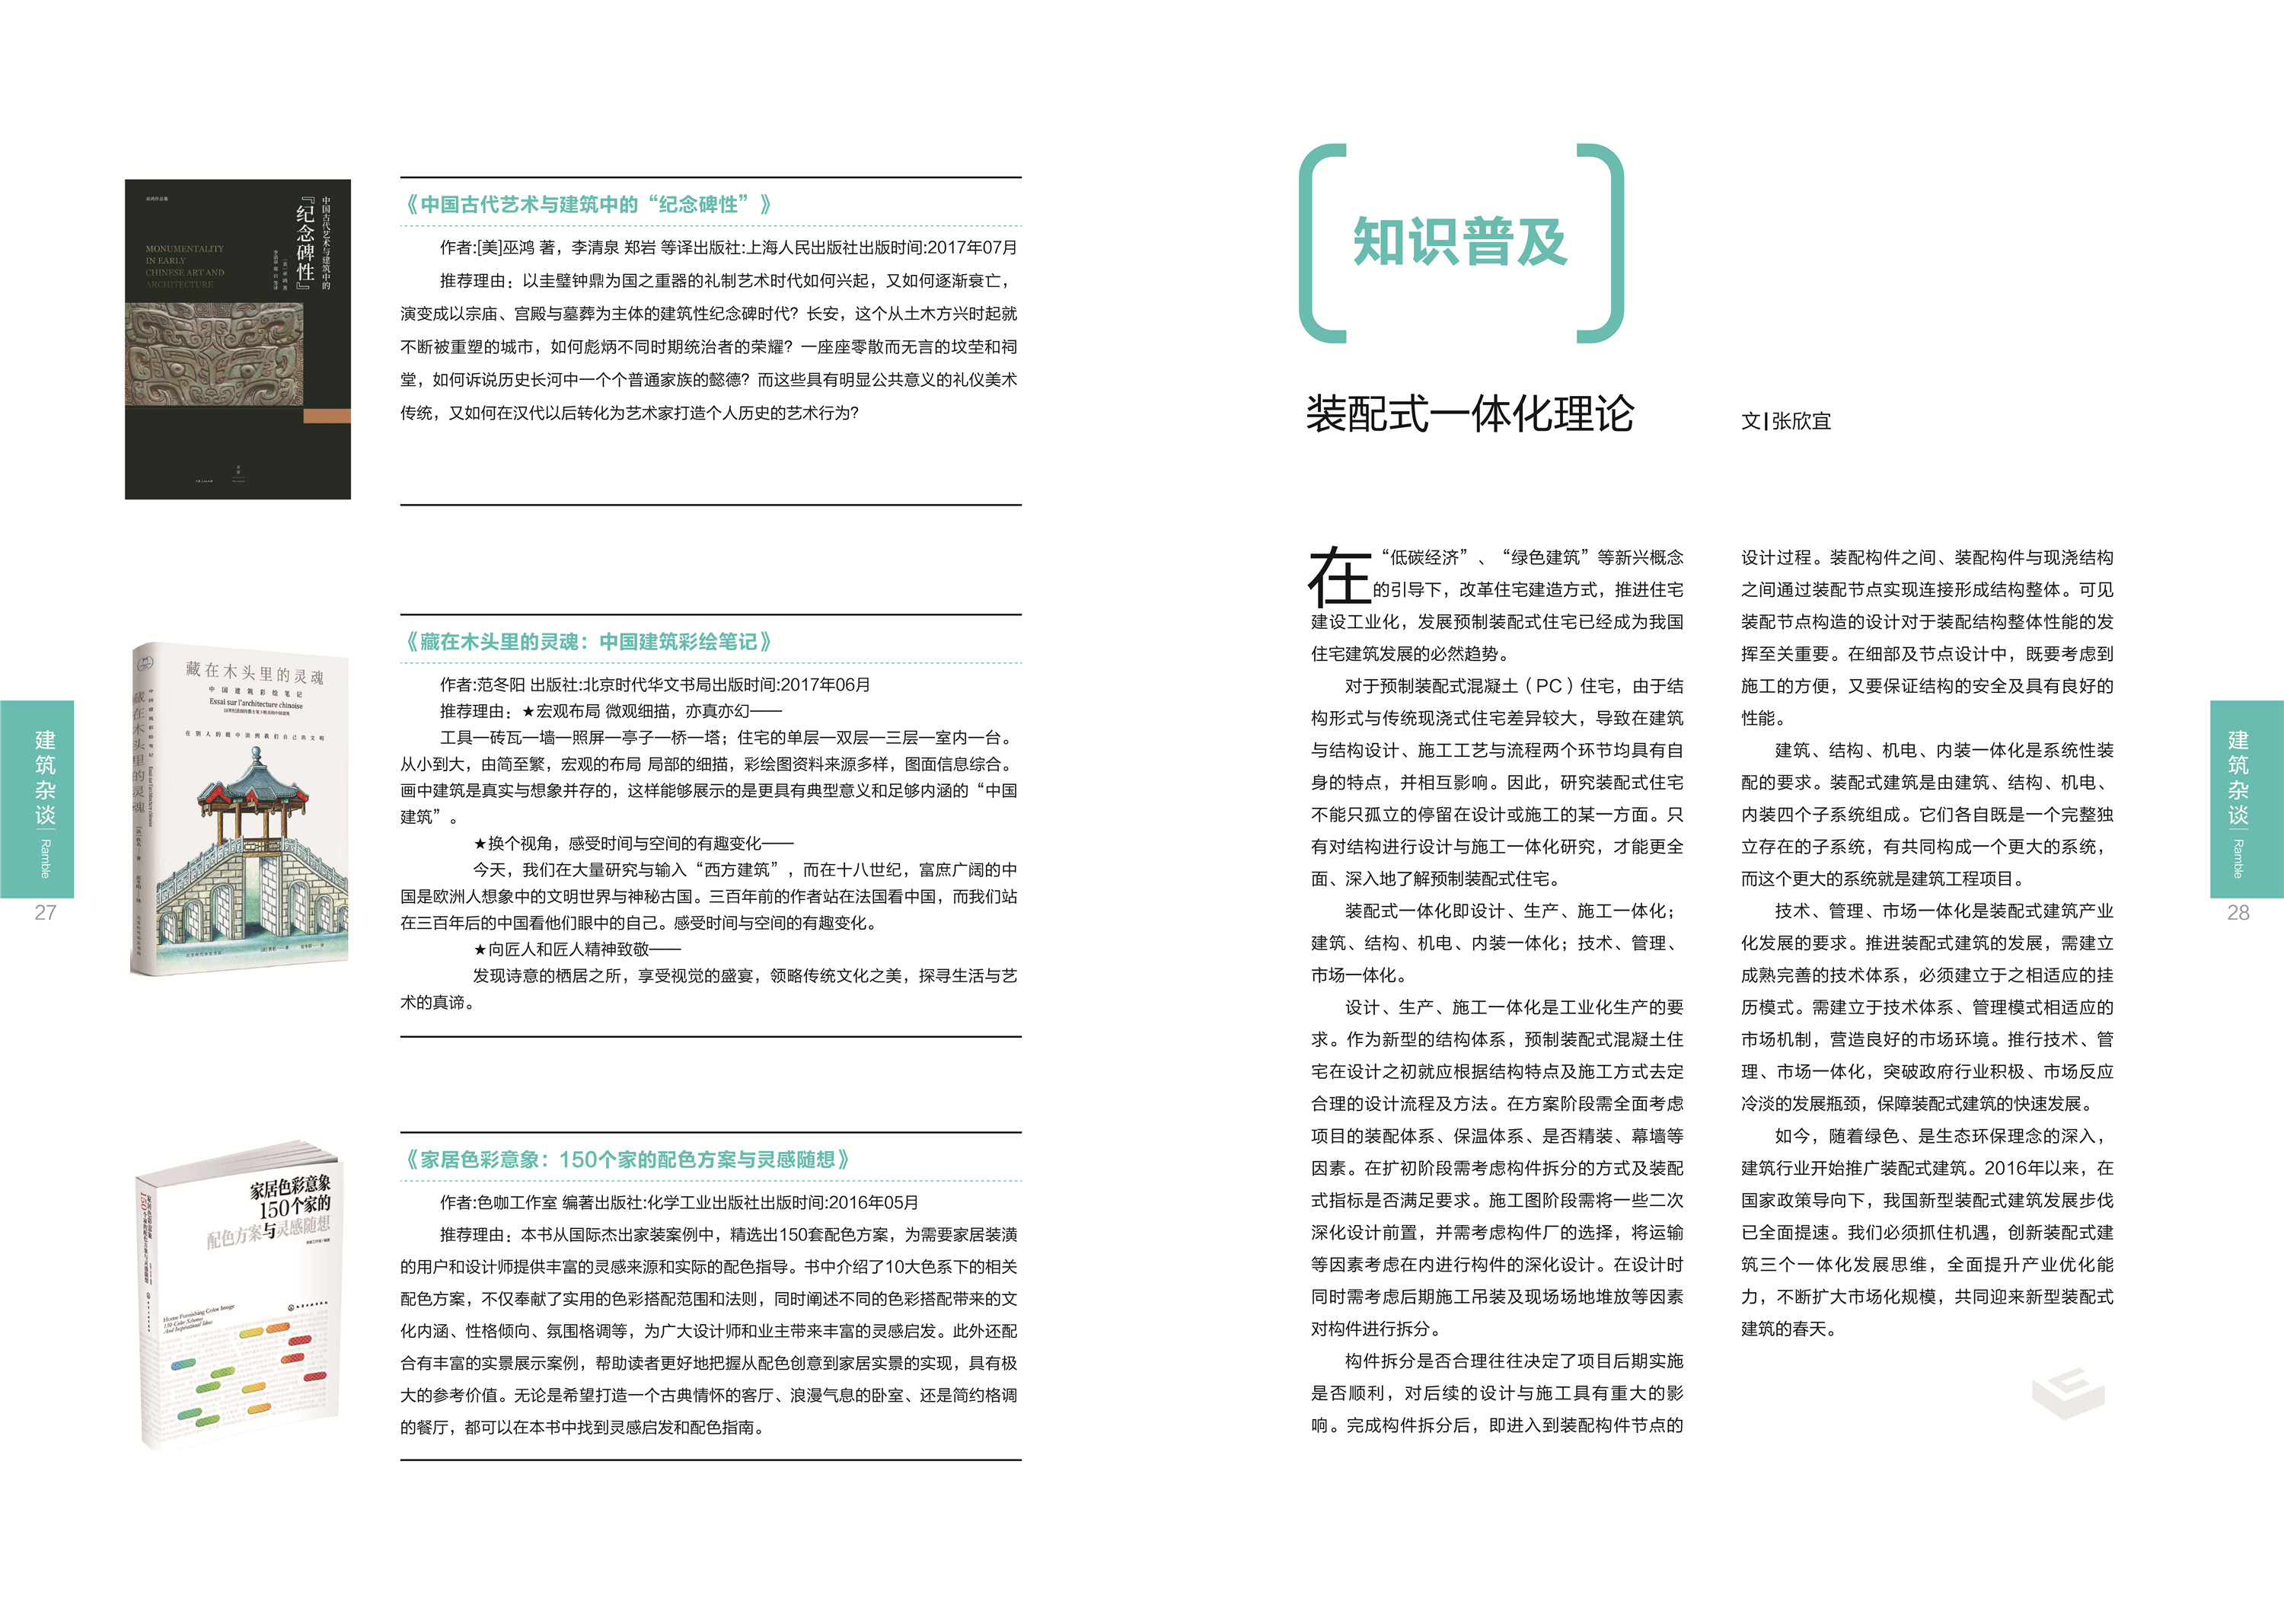 巫鸿作品集
中国古代艺术与建筑中的
『纪念碑性』
[美] 巫鸿 著
李清泉 郑岩 等译
MONUMENTALITY
IN EARLY
CHINESE ART AND
ARCHITECTURE
《中国古代艺术与建筑中的“纪念碑性”》
作者:[美]巫鸿 著，李清泉 郑岩 等译出版社:上海人民出版社出版时间:2017年07月
推荐理由：以圭璧钟鼎为国之重器的礼制艺术时代如何兴起，又如何逐渐衰亡，
演变成以宗庙、宫殿与墓葬为主体的建筑性纪念碑时代？长安，这个从土木方兴时起就
不断被重塑的城市，如何彪炳不同时期统治者的荣耀？一座座零散而无言的坟茔和祠
堂，如何诉说历史长河中一个个普通家族的懿德？而这些具有明显公共意义的礼仪美术
传统，又如何在汉代以后转化为艺术家打造个人历史的艺术行为？
藏在木头里的灵魂
中国建筑彩绘笔记
Essai sur l'architecture chinoise
在别人的眼中读例我们自己的文明
藏在木头里的灵魂
中国建筑彩绘笔记
Essai sur l'architecture chinoise
《藏在木头里的灵魂：中国建筑彩绘笔记》
作者:范冬阳 出版社:北京时代华文书局出版时间:2017年06月
推荐理由：★宏观布局 微观细描，亦真亦幻——
工具—砖瓦—墙—照屏—亭子—桥—塔；住宅的单层—双层—三层—室内—台。
从小到大，由简至繁，宏观的布局 局部的细描，彩绘图资料来源多样，图面信息综合。
画中建筑是真实与想象并存的，这样能够展示的是更具有典型意义和足够内涵的“中国
建筑”。
★换个视角，感受时间与空间的有趣变化——
今天，我们在大量研究与输入“西方建筑”，而在十八世纪，富庶广阔的中
国是欧洲人想象中的文明世界与神秘古国。三百年前的作者站在法国看中国，而我们站
在三百年后的中国看他们眼中的自己。感受时间与空间的有趣变化。
★向匠人和匠人精神致敬——
发现诗意的栖居之所，享受视觉的盛宴，领略传统文化之美，探寻生活与艺
术的真谛。
家居色彩意象
150个家的
配色方案与灵感随想
家居色彩意象
150个家的配色方案与灵感随想
Home Furnishing Color Image
150 Color Schemes
And Inspirational Ideas
化学工业出版社
《家居色彩意象：150个家的配色方案与灵感随想》
作者:色咖工作室 编著出版社:化学工业出版社出版时间:2016年05月
推荐理由：本书从国际杰出家装案例中，精选出150套配色方案，为需要家居装潢
的用户和设计师提供丰富的灵感来源和实际的配色指导。书中介绍了10大色系下的相关
配色方案，不仅奉献了实用的色彩搭配范围和法则，同时阐述不同的色彩搭配带来的文
化内涵、性格倾向、氛围格调等，为广大设计师和业主带来丰富的灵感启发。此外还配
合有丰富的实景展示案例，帮助读者更好地把握从配色创意到家居实景的实现，具有极
大的参考价值。无论是希望打造一个古典情怀的客厅、浪漫气息的卧室、还是简约格调
的餐厅，都可以在本书中找到灵感启发和配色指南。
建筑杂谈
Ramble
27
知识普及
装配式一体化理论
文|张欣宜
在“低碳经济”、“绿色建筑”等新兴概念
的引导下，改革住宅建造方式，推进住宅
建设工业化，发展预制装配式住宅已经成为我国
住宅建筑发展的必然趋势。
对于预制装配式混凝土（PC）住宅，由于结
构形式与传统现浇式住宅差异较大，导致在建筑
与结构设计、施工工艺与流程两个环节均具有自
身的特点，并相互影响。因此，研究装配式住宅
不能只孤立的停留在设计或施工的某一方面。只
有对结构进行设计与施工一体化研究，才能更全
面、深入地了解预制装配式住宅。
装配式一体化即设计、生产、施工一体化；
建筑、结构、机电、内装一体化；技术、管理、
市场一体化。
设计、生产、施工一体化是工业化生产的要
求。作为新型的结构体系，预制装配式混凝土住
宅在设计之初就应根据结构特点及施工方式去定
合理的设计流程及方法。在方案阶段需全面考虑
项目的装配体系、保温体系、是否精装、幕墙等
因素。在扩初阶段需考虑构件拆分的方式及装配
式指标是否满足要求。施工图阶段需将一些二次
深化设计前置，并需考虑构件厂的选择，将运输
等因素考虑在内进行构件的深化设计。在设计时
同时需考虑后期施工吊装及现场场地堆放等因素
对构件进行拆分。
构件拆分是否合理往往决定了项目后期实施
是否顺利，对后续的设计与施工具有重大的影
响。完成构件拆分后，即进入到装配构件节点的
设计过程。装配构件之间、装配构件与现浇结构
之间通过装配节点实现连接形成结构整体。可见
装配节点构造的设计对于装配结构整体性能的发
挥至关重要。在细部及节点设计中，既要考虑到
施工的方便，又要保证结构的安全及具有良好的
性能。
建筑、结构、机电、内装一体化是系统性装
配的要求。装配式建筑是由建筑、结构、机电、
内装四个子系统组成。它们各自既是一个完整独
立存在的子系统，有共同构成一个更大的系统，
而这个更大的系统就是建筑工程项目。
技术、管理、市场一体化是装配式建筑产业
化发展的要求。推进装配式建筑的发展，需建立
成熟完善的技术体系，必须建立于之相适应的挂
历模式。需建立于技术体系、管理模式相适应的
市场机制，营造良好的市场环境。推行技术、管
理、市场一体化，突破政府行业积极、市场反应
冷淡的发展瓶颈，保障装配式建筑的快速发展。
如今，随着绿色、是生态环保理念的深入，
建筑行业开始推广装配式建筑。2016年以来，在
国家政策导向下，我国新型装配式建筑发展步伐
已全面提速。我们必须抓住机遇，创新装配式建
筑三个一体化发展思维，全面提升产业优化能
力，不断扩大市场化规模，共同迎来新型装配式
建筑的春天。
建筑杂谈
Ramble
28